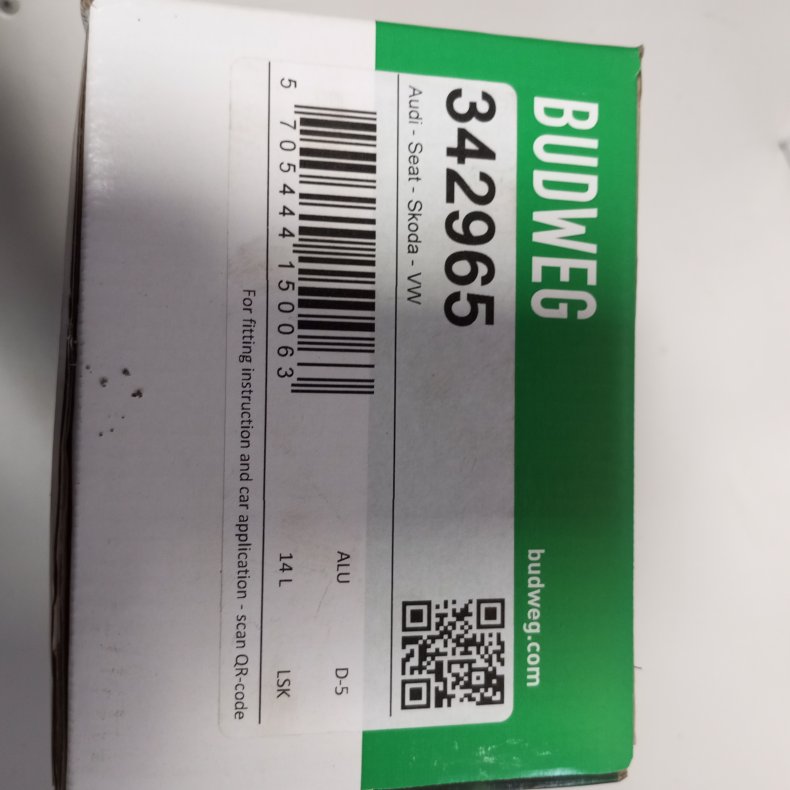 BUDWEG
budweg.com
342965
Audi - Seat - Skoda - VW
ALU D-5
5 705444 150063
14 L LSK
For fitting instruction and car application - scan QR-code